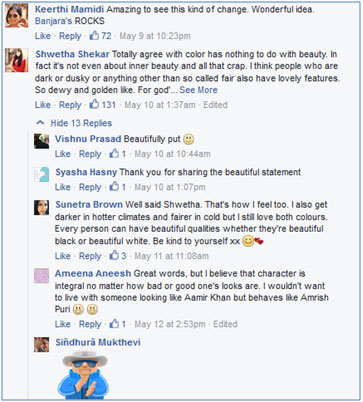 Keerthi Mamidi Amazing to see this kind of change. Wonderful idea.
Banjara's ROCKS
Like · Reply · 72 · May 9 at 10:23pm
Shwetha Shekar Totally agree with color has nothing to do with beauty. In
fact it's not even about inner beauty and all that crap. I think people who
are dark or dusky or anything other than so called fair also have lovely features.
So dewy and golden like. For god'... See More
Like · Reply · 131 · May 10 at 1:37am · Edited
Hide 13 Replies
Vishnu Prasad Beautifully put
Like · Reply · 1 · May 10 at 10:44am
Syasha Hasny Thank you for sharing the beautiful statement
Like · Reply · 1 · May 10 at 1:07pm
Sunetra Brown Well said Shwetha. That's how I feel too. I also get
darker in hotter climates and fairer in cold but I still love both colours.
Every person can have beautiful qualities whether they're beautiful
black or beautiful white. Be kind to yourself xx
Like · Reply · 3 · May 11 at 11:08am
Ameena Aneesh Great words, but I believe that character is
integral no matter how bad or good one's looks are. I wouldn't want
to live with someone looking like Aamir Khan but behaves like Amrish
Puri
Like · Reply · 1 · May 12 at 2:53pm · Edited
Siñdhurã Mukthevi